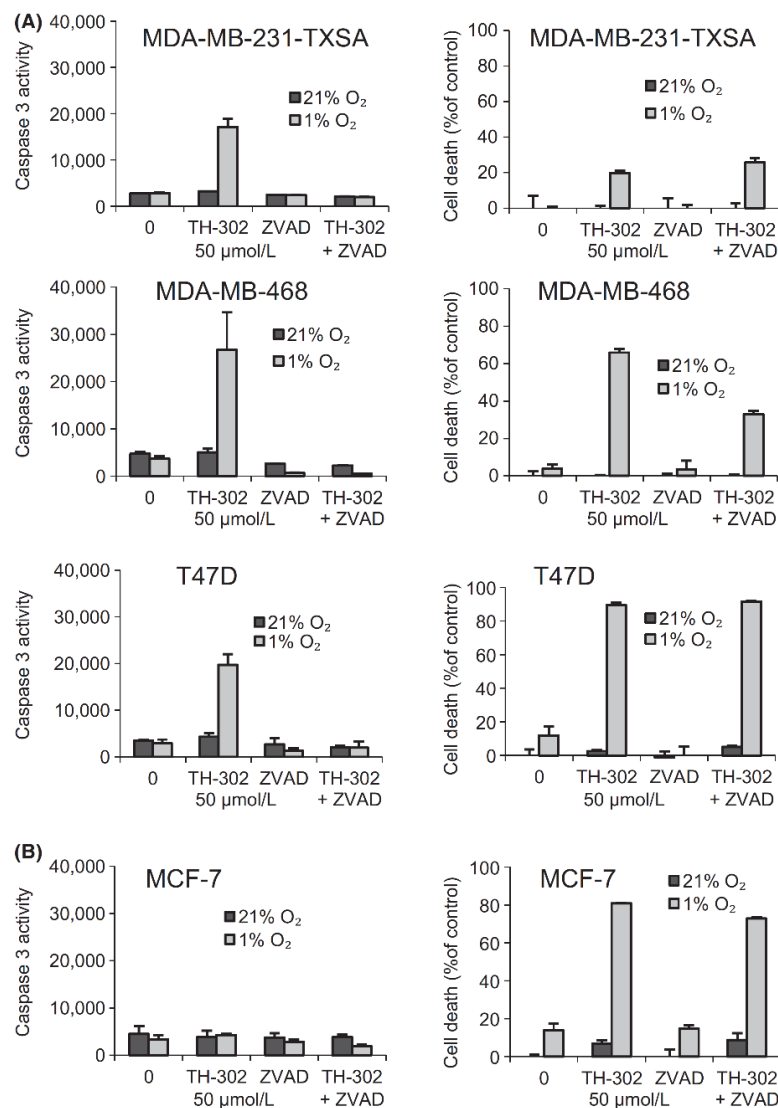 (A)
MDA-MB-231-TXSA
Caspase 3 activity
40,000
30,000
20,000
10,000
0
21% O₂
1% O₂
0 TH-302 ZVAD TH-302
50 µmol/L + ZVAD
MDA-MB-231-TXSA
Cell death (%of control)
100
80
60
40
20
0
21% O₂
1% O₂
0 TH-302 ZVAD TH-302
50 µmol/L + ZVAD
MDA-MB-468
Caspase 3 activity
40,000
30,000
20,000
10,000
0
21% O₂
1% O₂
0 TH-302 ZVAD TH-302
50 µmol/L + ZVAD
MDA-MB-468
Cell death (%of control)
100
80
60
40
20
0
21% O₂
1% O₂
0 TH-302 ZVAD TH-302
50 µmol/L + ZVAD
T47D
Caspase 3 activity
40,000
30,000
20,000
10,000
0
21% O₂
1% O₂
0 TH-302 ZVAD TH-302
50 µmol/L + ZVAD
T47D
Cell death (%of control)
100
80
60
40
20
0
21% O₂
1% O₂
0 TH-302 ZVAD TH-302
50 µmol/L + ZVAD
(B)
MCF-7
Caspase 3 activity
40,000
30,000
20,000
10,000
0
21% O₂
1% O₂
0 TH-302 ZVAD TH-302
50 µmol/L + ZVAD
MCF-7
Cell death (%of control)
100
80
60
40
20
0
21% O₂
1% O₂
0 TH-302 ZVAD TH-302
50 µmol/L + ZVAD